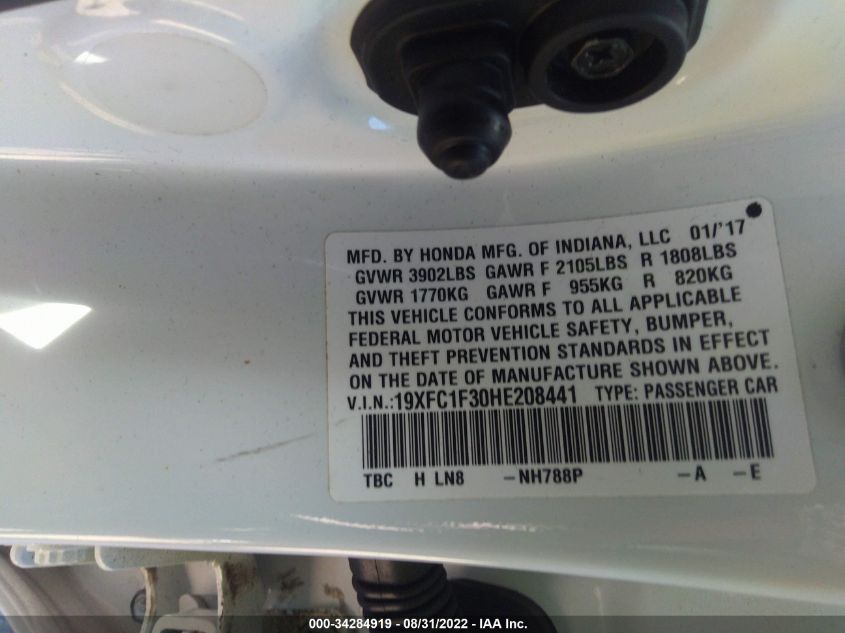 MFD. BY HONDA MFG. OF INDIANA, LLC 01/'17
GVWR 3902LBS GAWR F 2105LBS R 1808LBS
GVWR 1770KG GAWR F 955KG R 820KG
THIS VEHICLE CONFORMS TO ALL APPLICABLE
FEDERAL MOTOR VEHICLE SAFETY, BUMPER,
AND THEFT PREVENTION STANDARDS IN EFFECT
ON THE DATE OF MANUFACTURE SHOWN ABOVE.
V.I.N.:19XFC1F30HE208441 TYPE: PASSENGER CAR
TBC H LN8 -NH788P -A -E
000-34284919 - 08/31/2022 - IAA Inc.